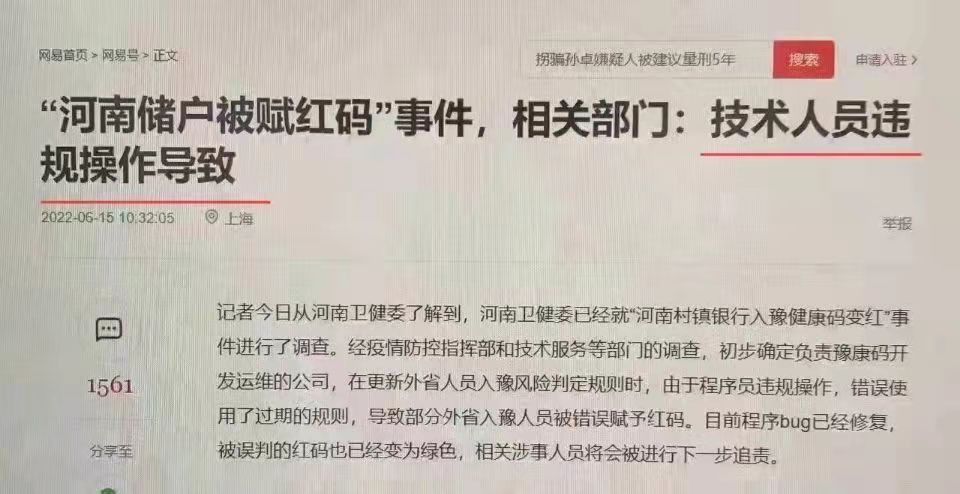 网易首页 > 网易号 > 正文
拐骗孙卓嫌疑人被建议量刑5年
搜索
申请入驻 >
“河南储户被赋红码”事件，相关部门：技术人员违
规操作导致
2022-06-15 10:32:05
上海
举报
记者今日从河南卫健委了解到，河南卫健委已经就“河南村镇银行入豫健康码变红”事
件进行了调查。经疫情防控指挥部和技术服务等部门的调查，初步确定负责豫康码开
发运维的公司，在更新外省人员入豫风险判定规则时，由于程序员违规操作，错误使
用了过期的规则，导致部分外省入豫人员被错误赋予红码。目前程序bug已经修复，
被误判的红码也已经变为绿色，相关涉事人员将会被进行下一步追责。
1561
分享至